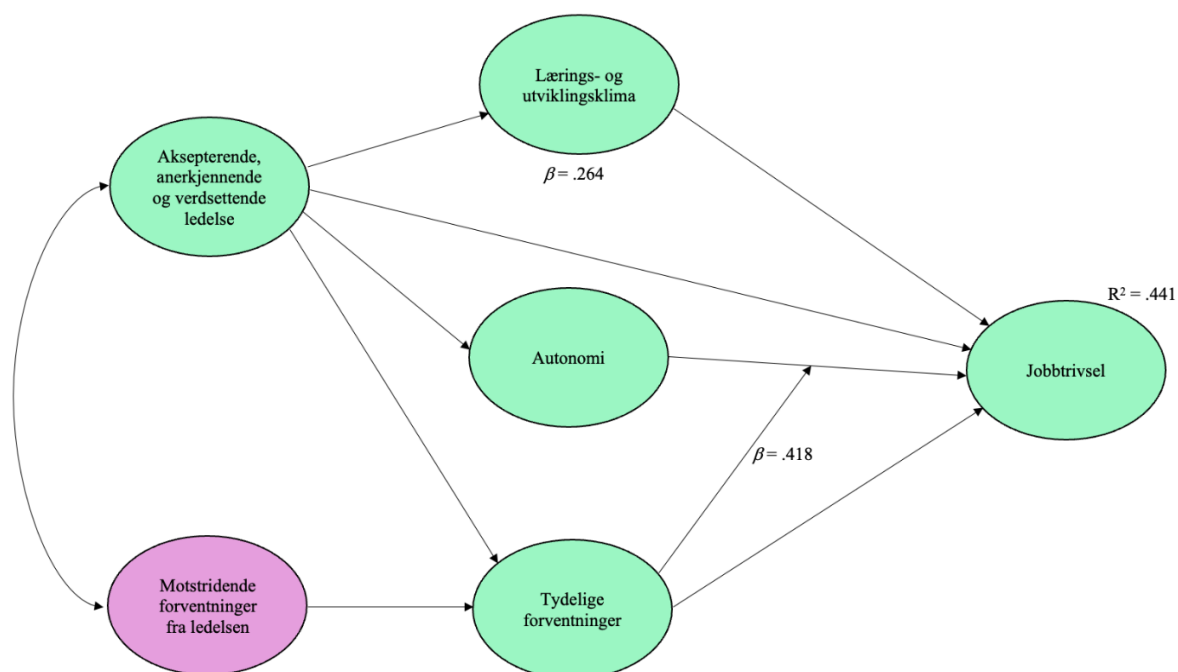 Lærings- og
utviklingsklima
Aksepterende,
anerkjennende
og verdsettende
ledelse
β = .264
R² = .441
Autonomi
Jobbtrivsel
β = .418
Motstridende
forventninger
fra ledelsen
Tydelige
forventninger